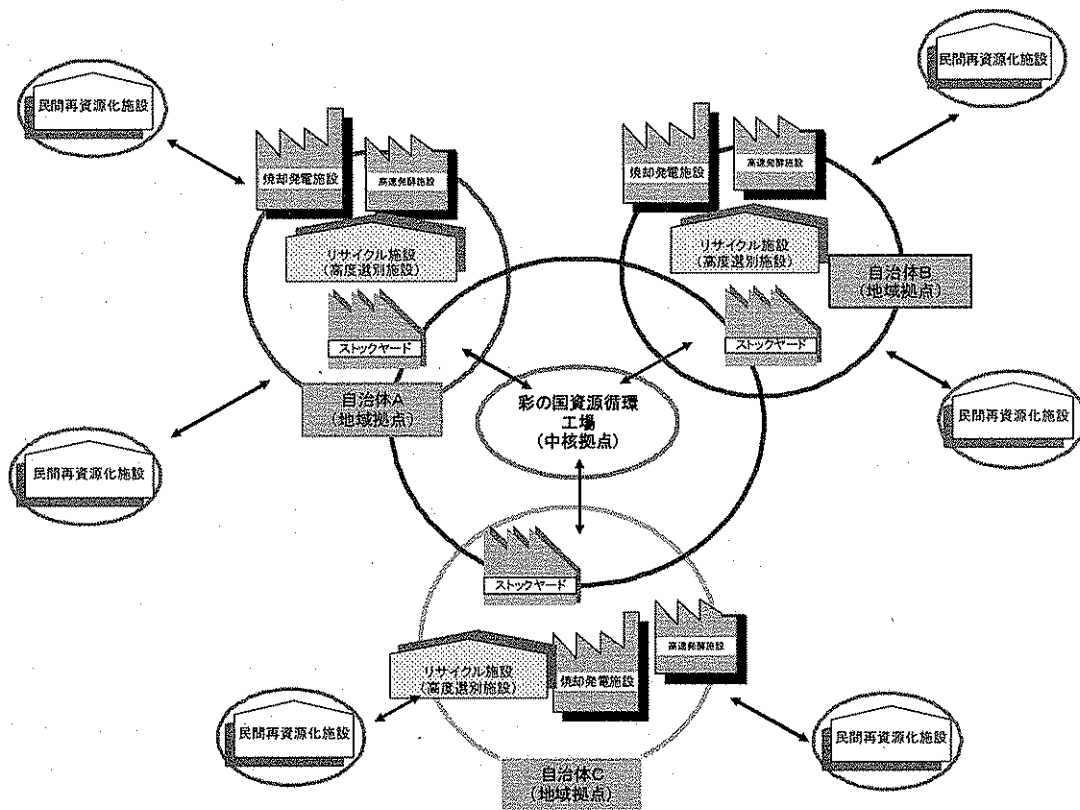 民間再資源化施設
民間再資源化施設
焼却発電施設
高速発酵施設
焼却発電施設
高速発酵施設
リサイクル施設
(高度選別施設)
リサイクル施設
(高度選別施設)
自治体B
(地域拠点)
ストックヤード
ストックヤード
自治体A
(地域拠点)
彩の国資源循環
工場
(中核拠点)
民間再資源化施設
民間再資源化施設
ストックヤード
高速発酵施設
リサイクル施設
(高度選別施設)
焼却発電施設
民間再資源化施設
民間再資源化施設
自治体C
(地域拠点)